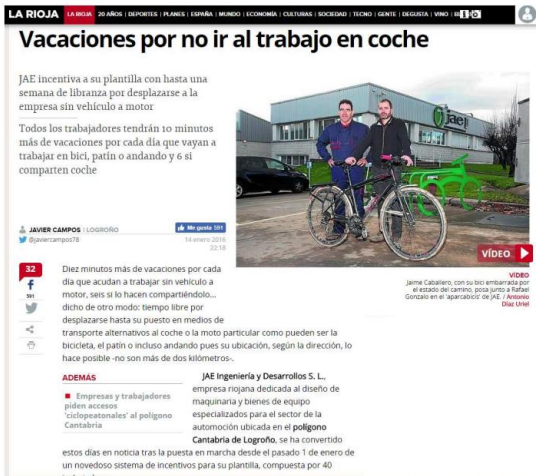 LA RIOJA LA RIOJA 20 AÑOS | DEPORTES | PLANES | ESPAÑA | MUNDO | ECONOMÍA | CULTURAS | SOCIEDAD | TECNO | GENTE | DEGUSTA | VINO |
Vacaciones por no ir al trabajo en coche
JAE incentiva a su plantilla con hasta una
semana de libranza por desplazarse a la
empresa sin vehículo a motor
Todos los trabajadores tendrán 10 minutos
más de vacaciones por cada día que vayan a
trabajar en bici, patín o andando y 6 si
comparten coche
jae
JAVIER CAMPOS | LOGROÑO
Me gusta 591
@javiercampos78
14 enero 2016
22:18
VÍDEO
VÍDEO
Jaime Caballero, con su bici embarrada por
el estado del camino, posa junto a Rafael
Gonzalo en el 'aparcabicis' de JAE. / Antonio
Díaz Uriel
32
591
Diez minutos más de vacaciones por cada
día que acudan a trabajar sin vehículo a
motor, seis si lo hacen compartiéndolo...
dicho de otro modo: tiempo libre por
desplazarse hasta su puesto en medios de
transporte alternativos al coche o la moto particular como pueden ser la
bicicleta, el patín o incluso andando pues su ubicación, según la dirección, lo
hace posible -no son más de dos kilómetros-.
ADEMÁS
Empresas y trabajadores
piden accesos
'ciclopeatonales' al polígono
Cantabria
JAE Ingeniería y Desarrollos S. L.,
empresa riojana dedicada al diseño de
maquinaria y bienes de equipo
especializados para el sector de la
automoción ubicada en el polígono
Cantabria de Logroño, se ha convertido
estos días en noticia tras la puesta en marcha desde el pasado 1 de enero de
un novedoso sistema de incentivos para su plantilla, compuesta por 40